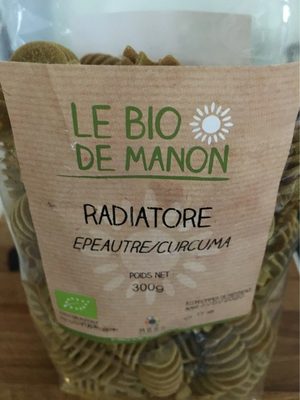 LE BIO
DE MANON
RADIATORE
EPEAUTRE/CURCUMA
POIDS NET
300g